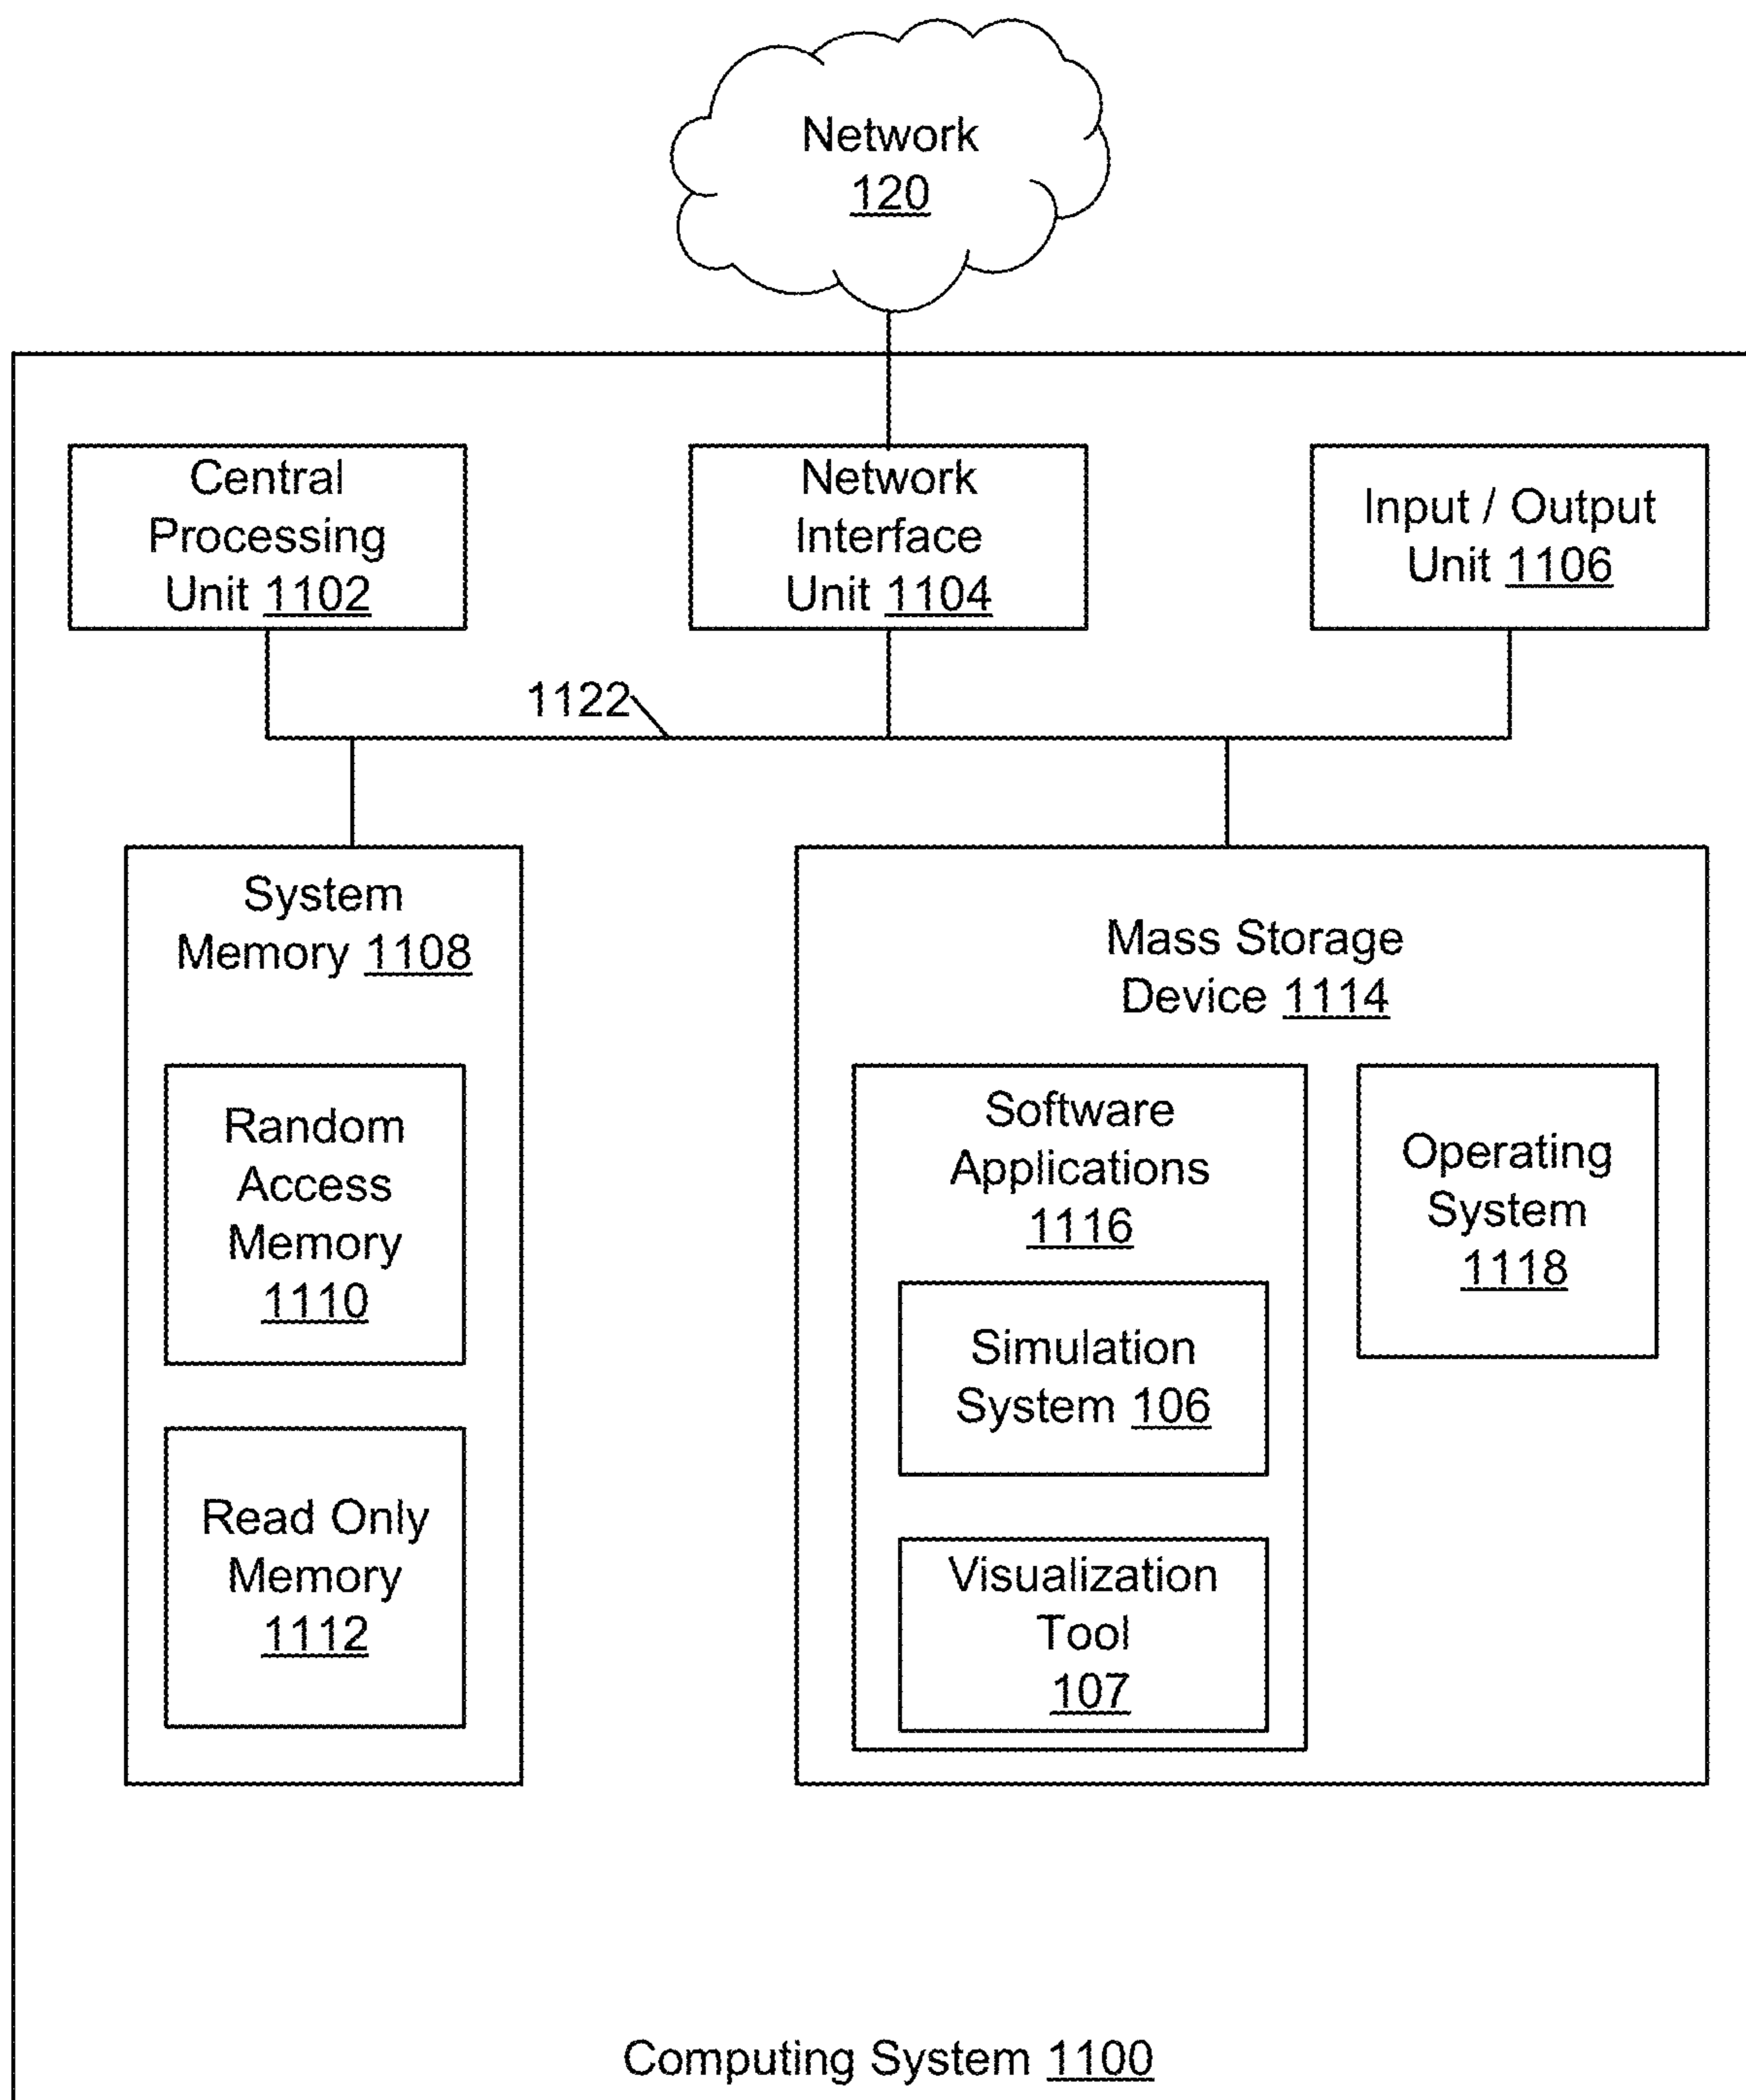 Network
120
Central
Processing
Unit 1102
Network
Interface
Unit 1104
Input / Output
Unit 1106
1122
System
Memory 1108
Random
Access
Memory
1110
Read Only
Memory
1112
Mass Storage
Device 1114
Software
Applications
1116
Simulation
System 106
Visualization
Tool
107
Operating
System
1118
Computing System 1100